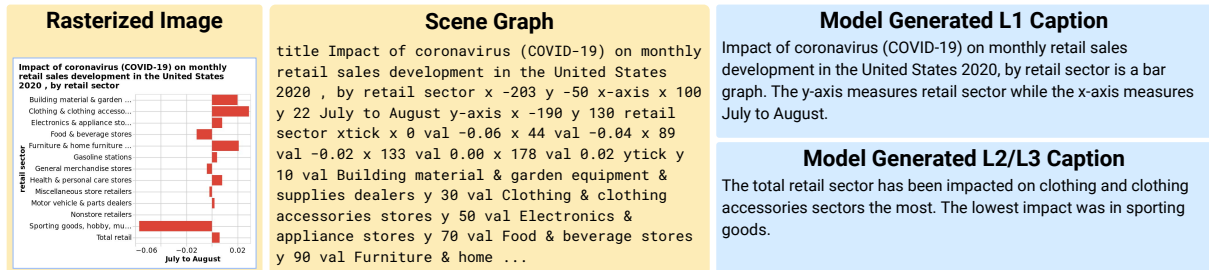 Rasterized Image
Impact of coronavirus (COVID-19) on monthly
retail sales development in the United States
2020 , by retail sector
Building material & garden ...
Clothing & clothing accesso...
Electronics & appliance sto...
Food & beverage stores
Furniture & home furniture ...
Gasoline stations
General merchandise stores
Health & personal care stores
Miscellaneous store retailers
Motor vehicle & parts dealers
Nonstore retailers
Sporting goods, hobby, mu...
Total retail
retail sector
−0.06 −0.02 0.02
July to August
Scene Graph
title Impact of coronavirus (COVID-19) on monthly
retail sales development in the United States
2020 , by retail sector x -203 y -50 x-axis x 100
y 22 July to August y-axis x -190 y 130 retail
sector xtick x 0 val -0.06 x 44 val -0.04 x 89
val -0.02 x 133 val 0.00 x 178 val 0.02 ytick y
10 val Building material & garden equipment &
supplies dealers y 30 val Clothing & clothing
accessories stores y 50 val Electronics &
appliance stores y 70 val Food & beverage stores
y 90 val Furniture & home ...
Model Generated L1 Caption
Impact of coronavirus (COVID-19) on monthly retail sales
development in the United States 2020, by retail sector is a bar
graph. The y-axis measures retail sector while the x-axis measures
July to August.
Model Generated L2/L3 Caption
The total retail sector has been impacted on clothing and clothing
accessories sectors the most. The lowest impact was in sporting
goods.